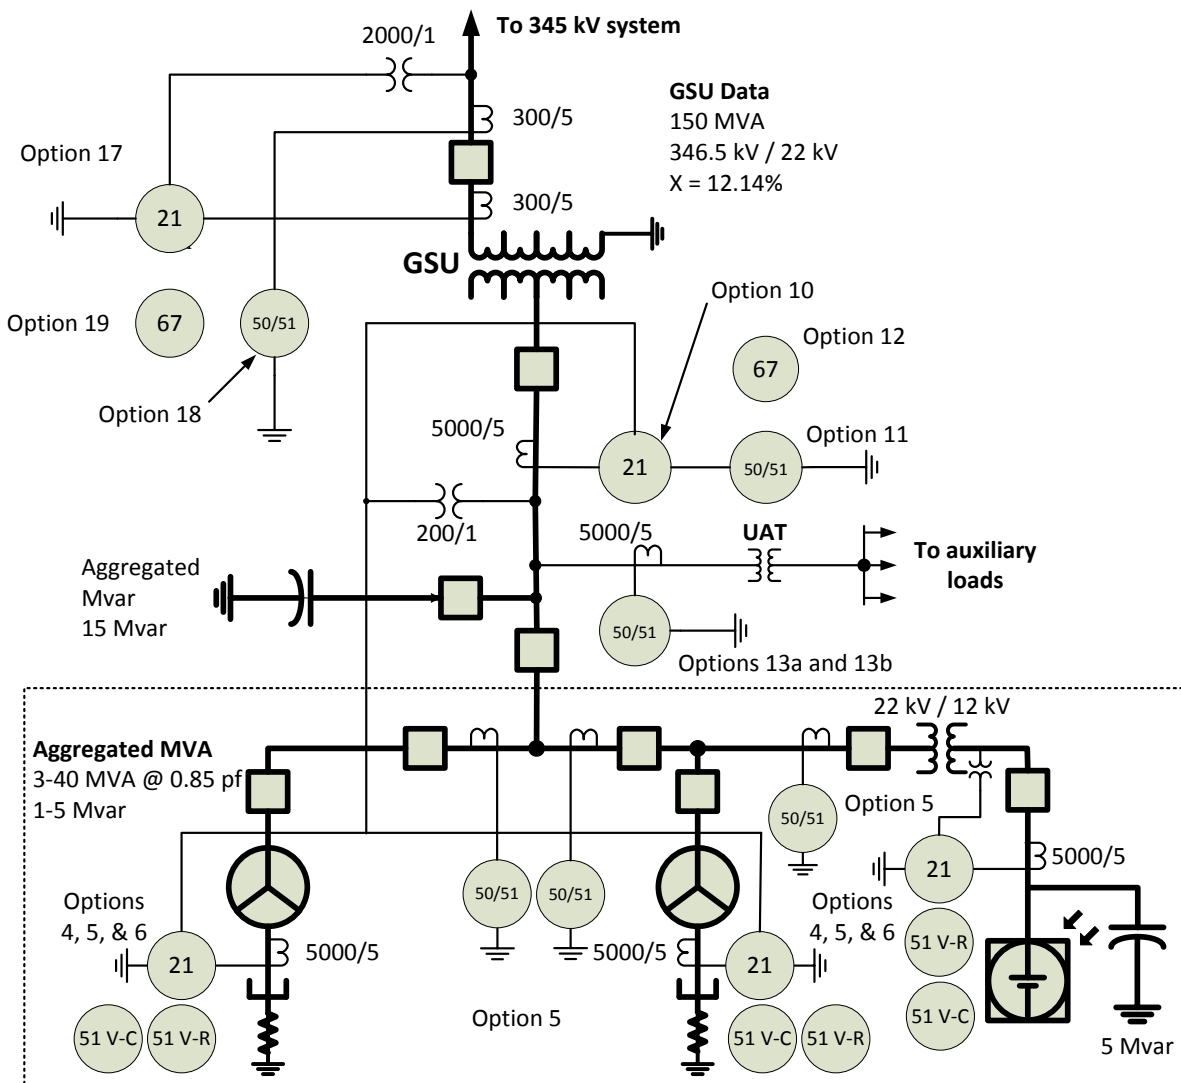 To 345 kV system
2000/1
300/5
GSU Data
150 MVA
346.5 kV / 22 kV
X = 12.14%
Option 17
21
300/5
GSU
Option 10
Option 19
67
50/51
Option 12
67
Option 18
5000/5
Option 11
21
50/51
200/1
5000/5
UAT
To auxiliary
loads
Aggregated
Mvar
15 Mvar
50/51
Options 13a and 13b
22 kV / 12 kV
Aggregated MVA
3-40 MVA @ 0.85 pf
1-5 Mvar
Option 5
50/51
50/51
50/51
21
5000/5
Options
4, 5, & 6
21
5000/5
5000/5
21
Options
4, 5, & 6
51 V-R
51 V-C
51 V-C
51 V-R
Option 5
51 V-C
51 V-R
5 Mvar